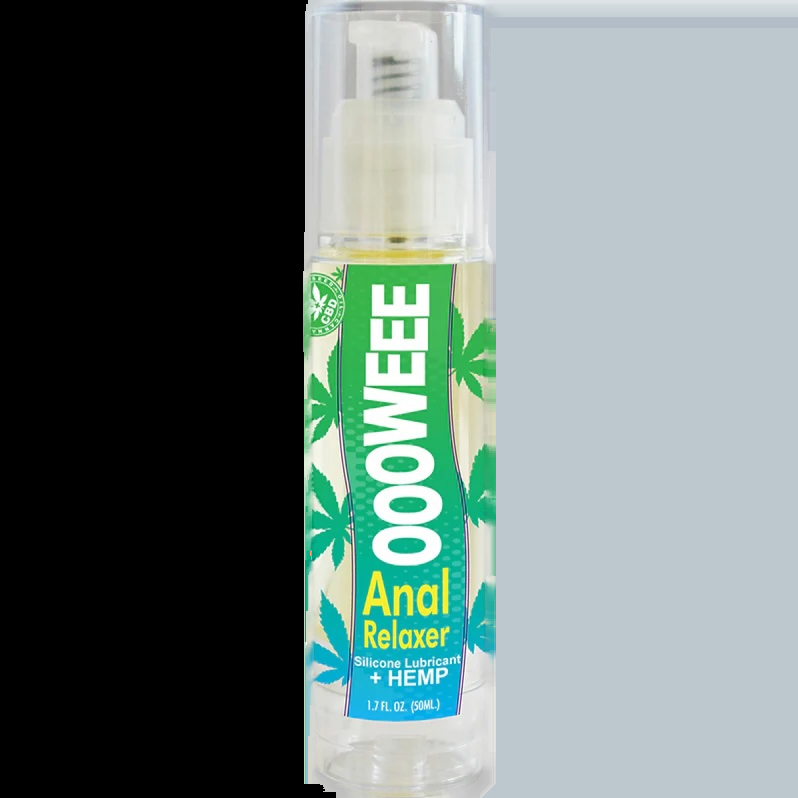 CBD
OOOWEEE
Anal
Relaxer
Silicone Lubricant
+ HEMP
1.7 FL. OZ. (50ML.)